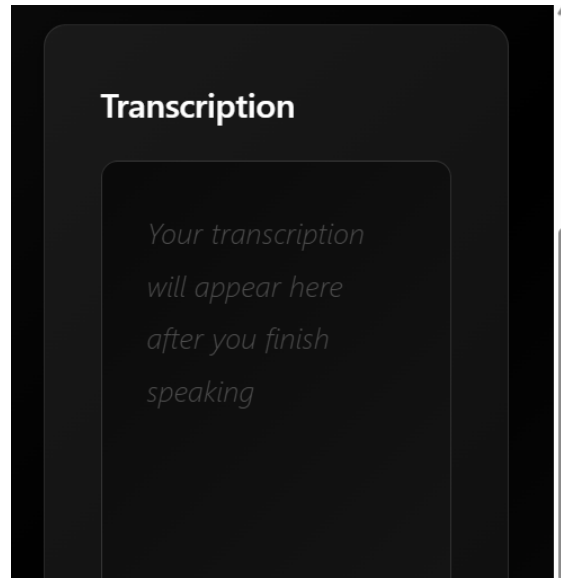 Transcription
Your transcription
will appear here
after you finish
speaking